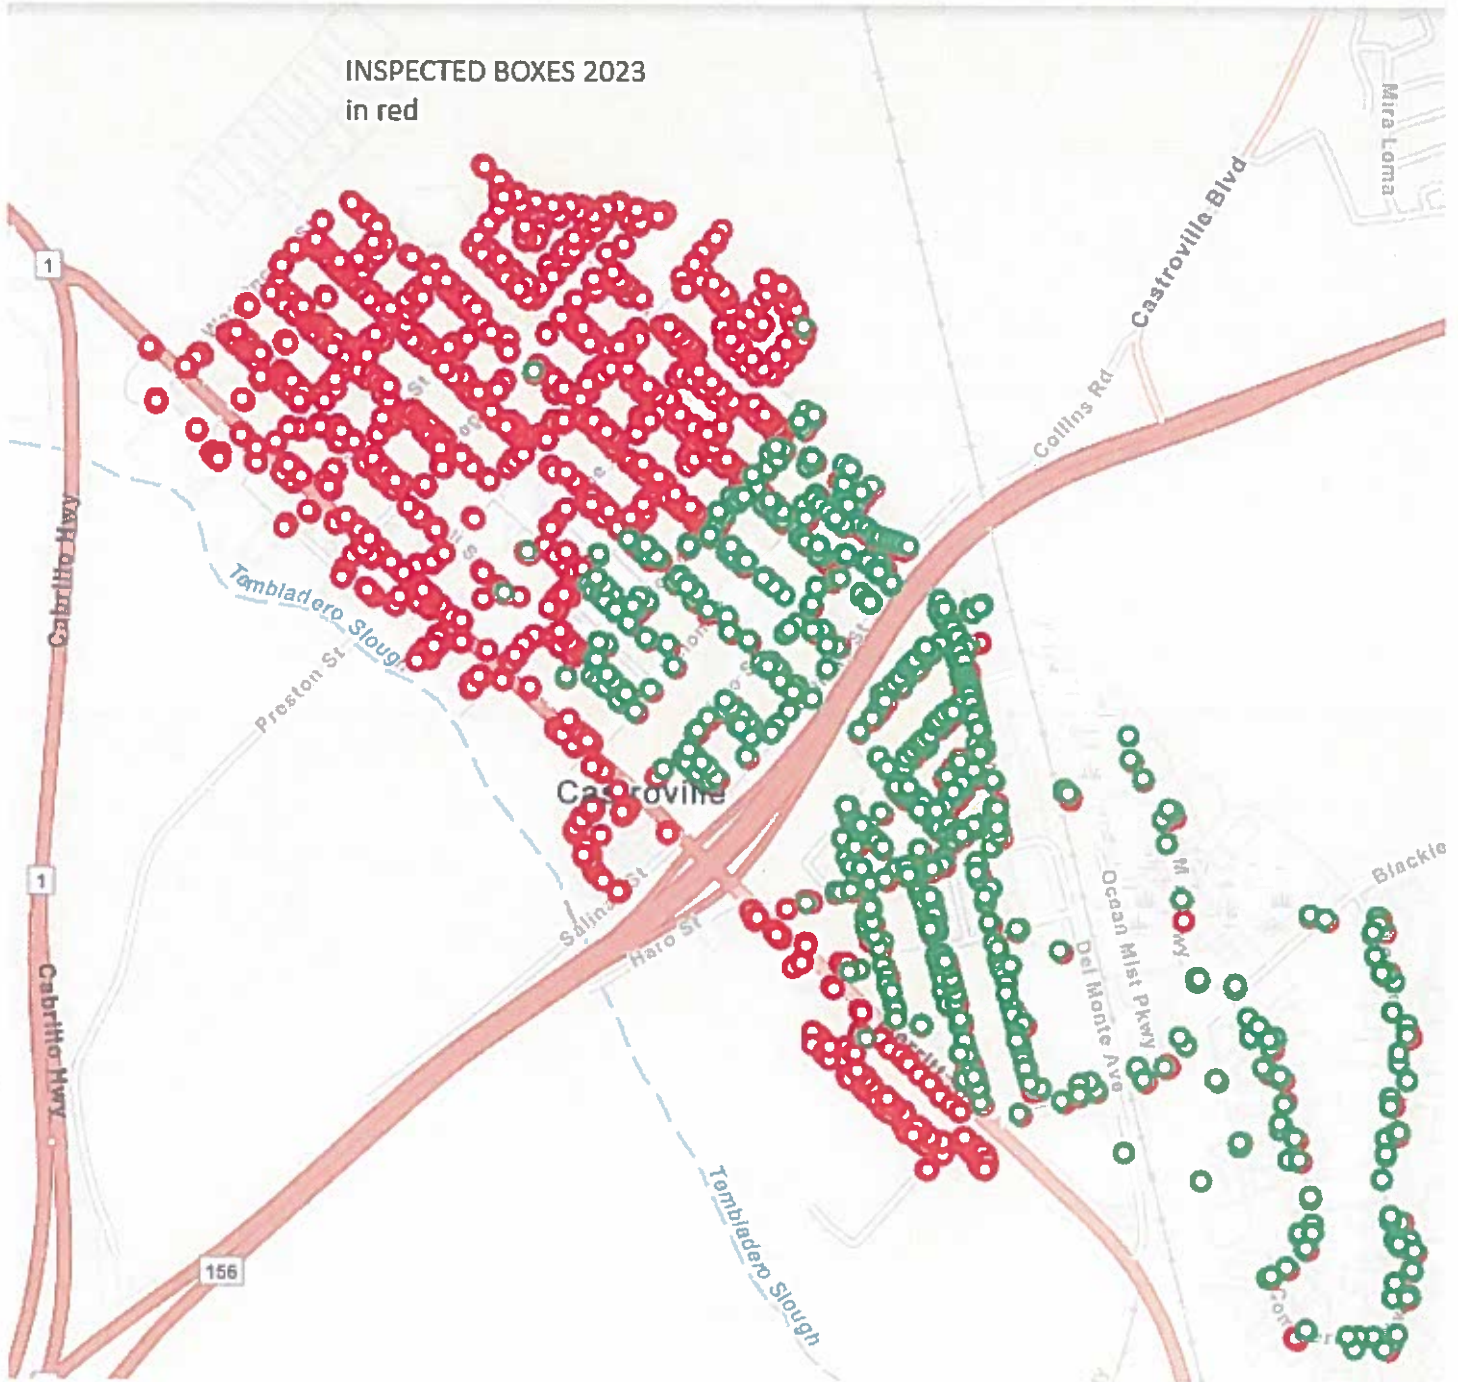 INSPECTED BOXES 2023
in red
Mira Loma
Castroville Blvd
1
Collins Rd
Cabrillo Hwy
Tembladero Slough
Preston St
Castroville
1
Salinas St
Haro St
Blackie
Ocean Mist Pkwy
Del Monte Ave
Cabrillo Hwy
Tembladero Slough
156